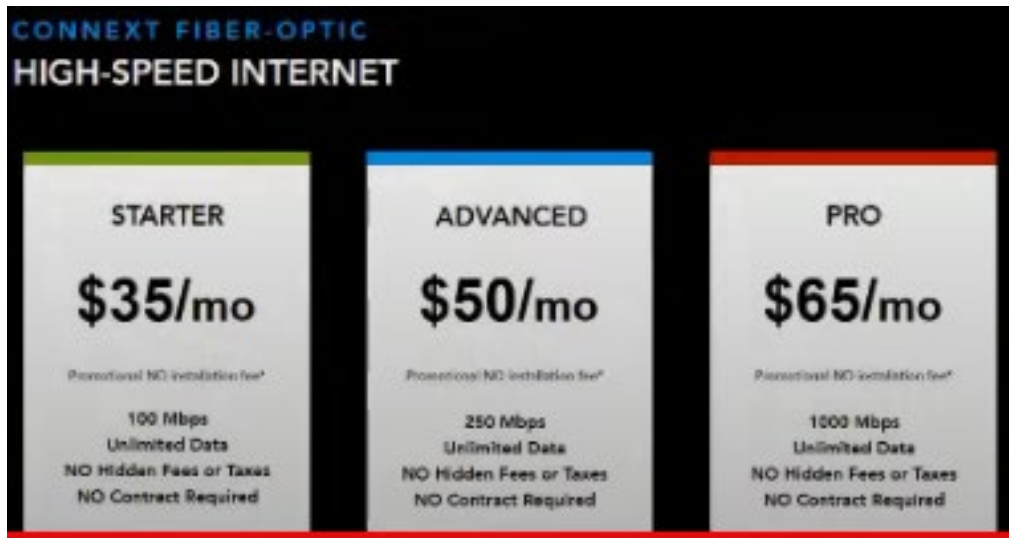 CONNEXT FIBER-OPTIC
HIGH-SPEED INTERNET
STARTER
$35/mo
Promotional NO installation fee*
100 Mbps
Unlimited Data
NO Hidden Fees or Taxes
NO Contract Required
ADVANCED
$50/mo
Promotional NO installation fee*
250 Mbps
Unlimited Data
NO Hidden Fees or Taxes
NO Contract Required
PRO
$65/mo
Promotional NO installation fee*
1000 Mbps
Unlimited Data
NO Hidden Fees or Taxes
NO Contract Required